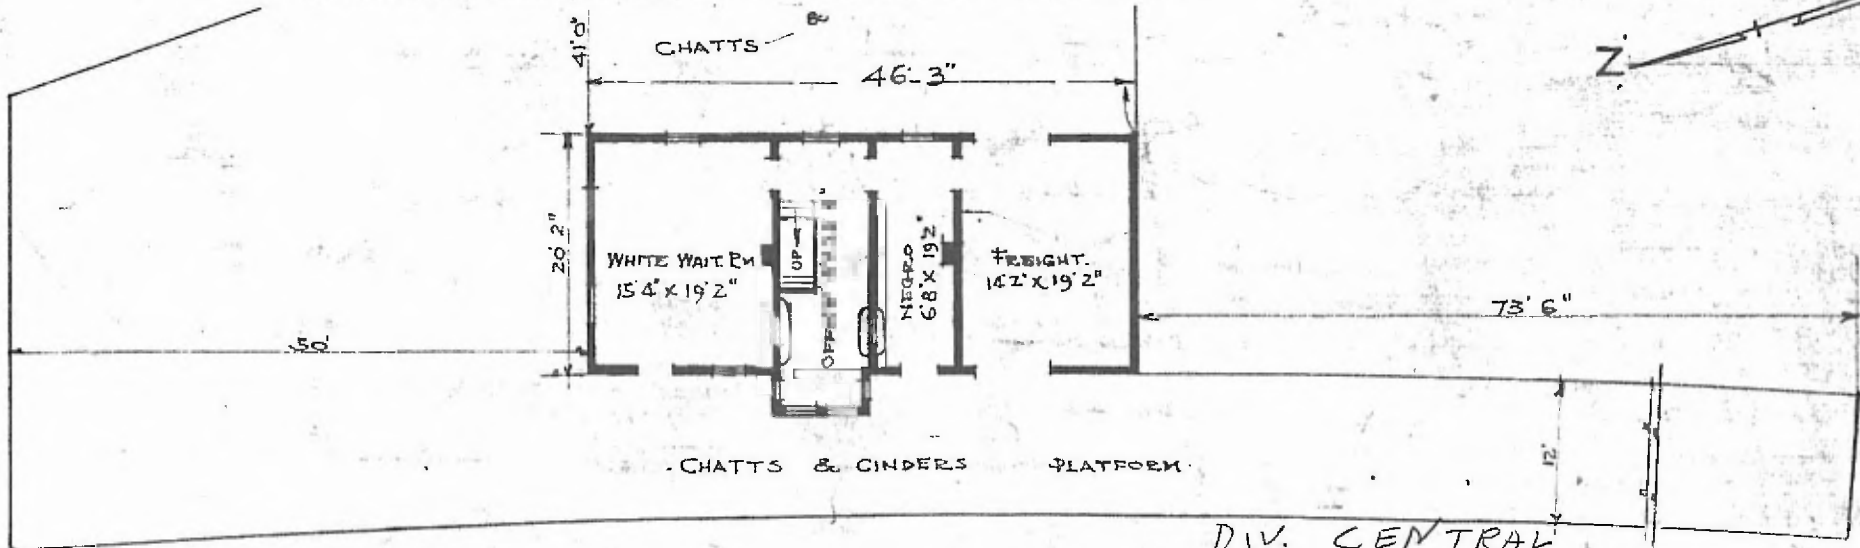 CHATTS &
41'0"
46'-3"
Z
20'2"
WHITE WAIT. RM
15'4" X 19'2"
UP
OFF
NEGRO
6'8" X 19'2"
FREIGHT.
14'2" X 19'2"
50'
73'6"
12'
CHATTS & CINDERS PLATFORM
DIV. CENTRAL